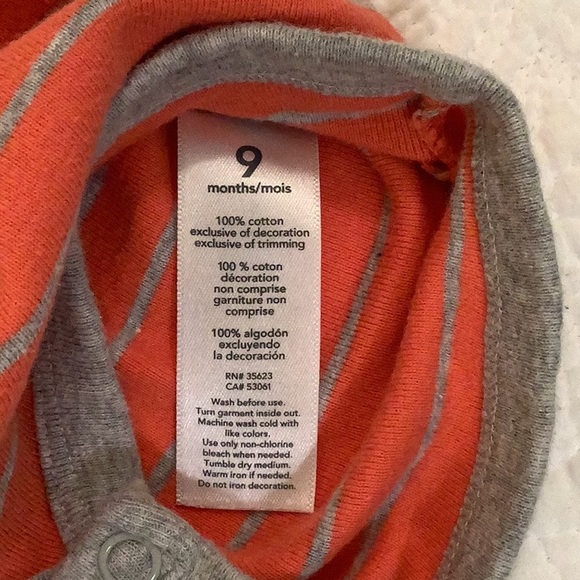 9
months/mois
100% cotton
exclusive of decoration
exclusive of trimming
100 % coton
décoration
non comprise
garniture non
comprise
100% algodón
excluyendo
la decoración
RN# 35623
CA# 53061
Wash before use.
Turn garment inside out.
Machine wash cold with
like colors.
Use only non-chlorine
bleach when needed.
Tumble dry medium.
Warm iron if needed.
Do not iron decoration.